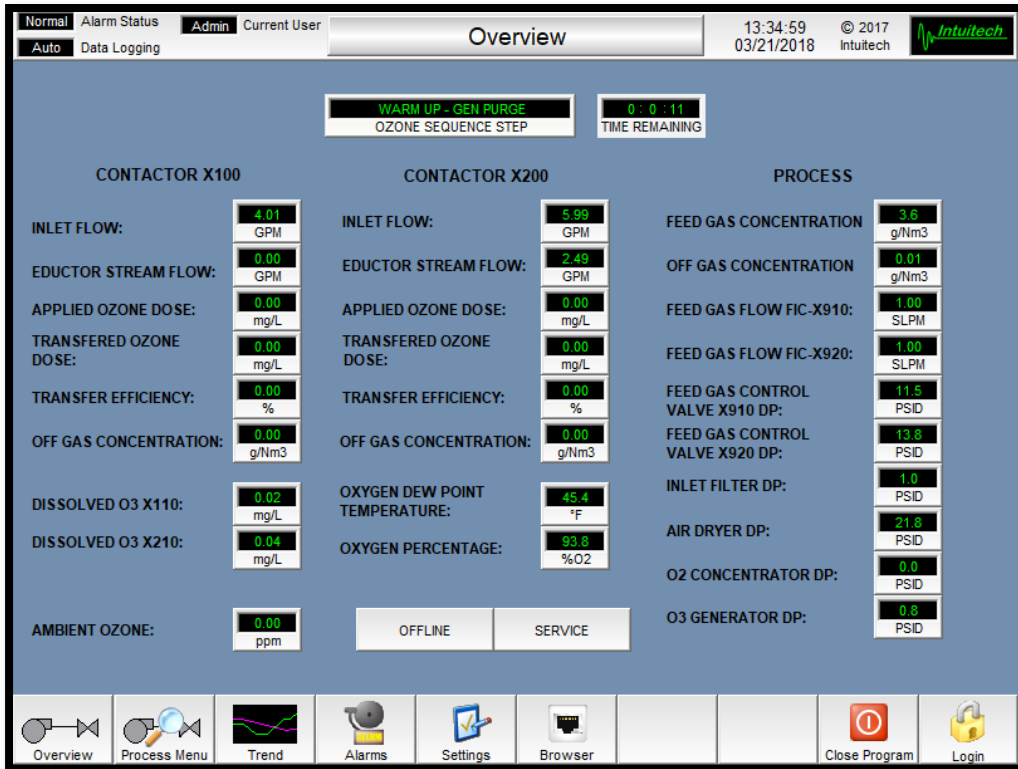 Normal Alarm Status Admin Current User
Auto Data Logging
Overview
13:34:59
03/21/2018
© 2017
Intuitech
Intuitech
WARM UP - GEN PURGE
OZONE SEQUENCE STEP
0 : 0 : 11
TIME REMAINING
CONTACTOR X100
INLET FLOW:
4.01
GPM
EDUCTOR STREAM FLOW:
0.00
GPM
APPLIED OZONE DOSE:
0.00
mg/L
TRANSFERED OZONE
DOSE:
0.00
mg/L
TRANSFER EFFICIENCY:
0.00
%
OFF GAS CONCENTRATION:
0.00
g/Nm3
DISSOLVED O3 X110:
0.02
mg/L
DISSOLVED O3 X210:
0.04
mg/L
AMBIENT OZONE:
0.00
ppm
CONTACTOR X200
INLET FLOW:
5.99
GPM
EDUCTOR STREAM FLOW:
2.49
GPM
APPLIED OZONE DOSE:
0.00
mg/L
TRANSFERED OZONE
DOSE:
0.00
mg/L
TRANSFER EFFICIENCY:
0.00
%
OFF GAS CONCENTRATION:
0.00
g/Nm3
OXYGEN DEW POINT
TEMPERATURE:
45.4
°F
OXYGEN PERCENTAGE:
93.8
%O2
OFFLINE
SERVICE
PROCESS
FEED GAS CONCENTRATION
3.6
g/Nm3
OFF GAS CONCENTRATION
0.01
g/Nm3
FEED GAS FLOW FIC-X910:
1.00
SLPM
FEED GAS FLOW FIC-X920:
1.00
SLPM
FEED GAS CONTROL
VALVE X910 DP:
11.5
PSID
FEED GAS CONTROL
VALVE X920 DP:
13.8
PSID
INLET FILTER DP:
1.0
PSID
AIR DRYER DP:
21.8
PSID
O2 CONCENTRATOR DP:
0.0
PSID
O3 GENERATOR DP:
0.8
PSID
Overview
Process Menu
Trend
Alarms
Settings
Browser
Close Program
Login